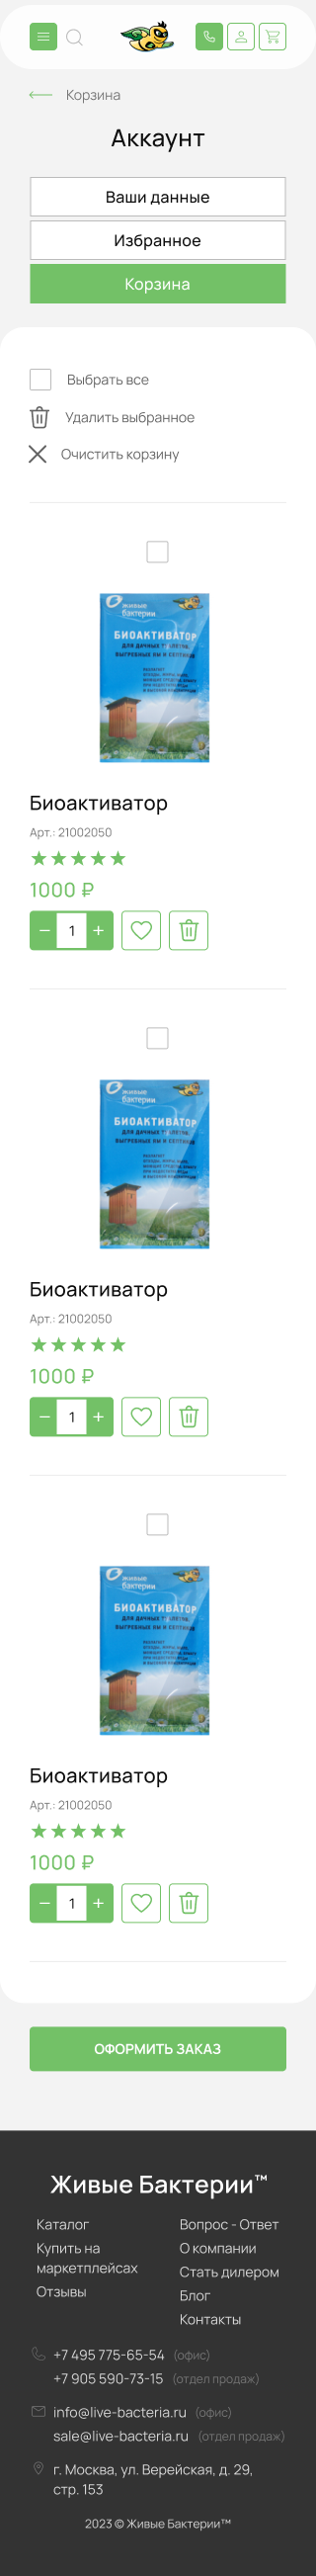 Корзина
Аккаунт
Ваши данные
Избранное
Корзина
Выбрать все
Удалить выбранное
Очистить корзину
живые
бактерии
БИОАКТИВАТОР
ДЛЯ ДАЧНЫХ ТУАЛЕТОВ,
ВЫГРЕБНЫХ ЯМ И СЕПТИКОВ
Биоактиватор
Арт.: 21002050
1000 ₽
1
живые
бактерии
БИОАКТИВАТОР
ДЛЯ ДАЧНЫХ ТУАЛЕТОВ,
ВЫГРЕБНЫХ ЯМ И СЕПТИКОВ
Биоактиватор
Арт.: 21002050
1000 ₽
1
живые
бактерии
БИОАКТИВАТОР
ДЛЯ ДАЧНЫХ ТУАЛЕТОВ,
ВЫГРЕБНЫХ ЯМ И СЕПТИКОВ
Биоактиватор
Арт.: 21002050
1000 ₽
1
ОФОРМИТЬ ЗАКАЗ
Живые Бактерии™
Каталог
Купить на
маркетплейсах
Отзывы
Вопрос - Ответ
О компании
Стать дилером
Блог
Контакты
+7 495 775-65-54 (офис)
+7 905 590-73-15 (отдел продаж)
info@live-bacteria.ru (офис)
sale@live-bacteria.ru (отдел продаж)
г. Москва, ул. Верейская, д. 29,
стр. 153
2023 © Живые Бактерии™